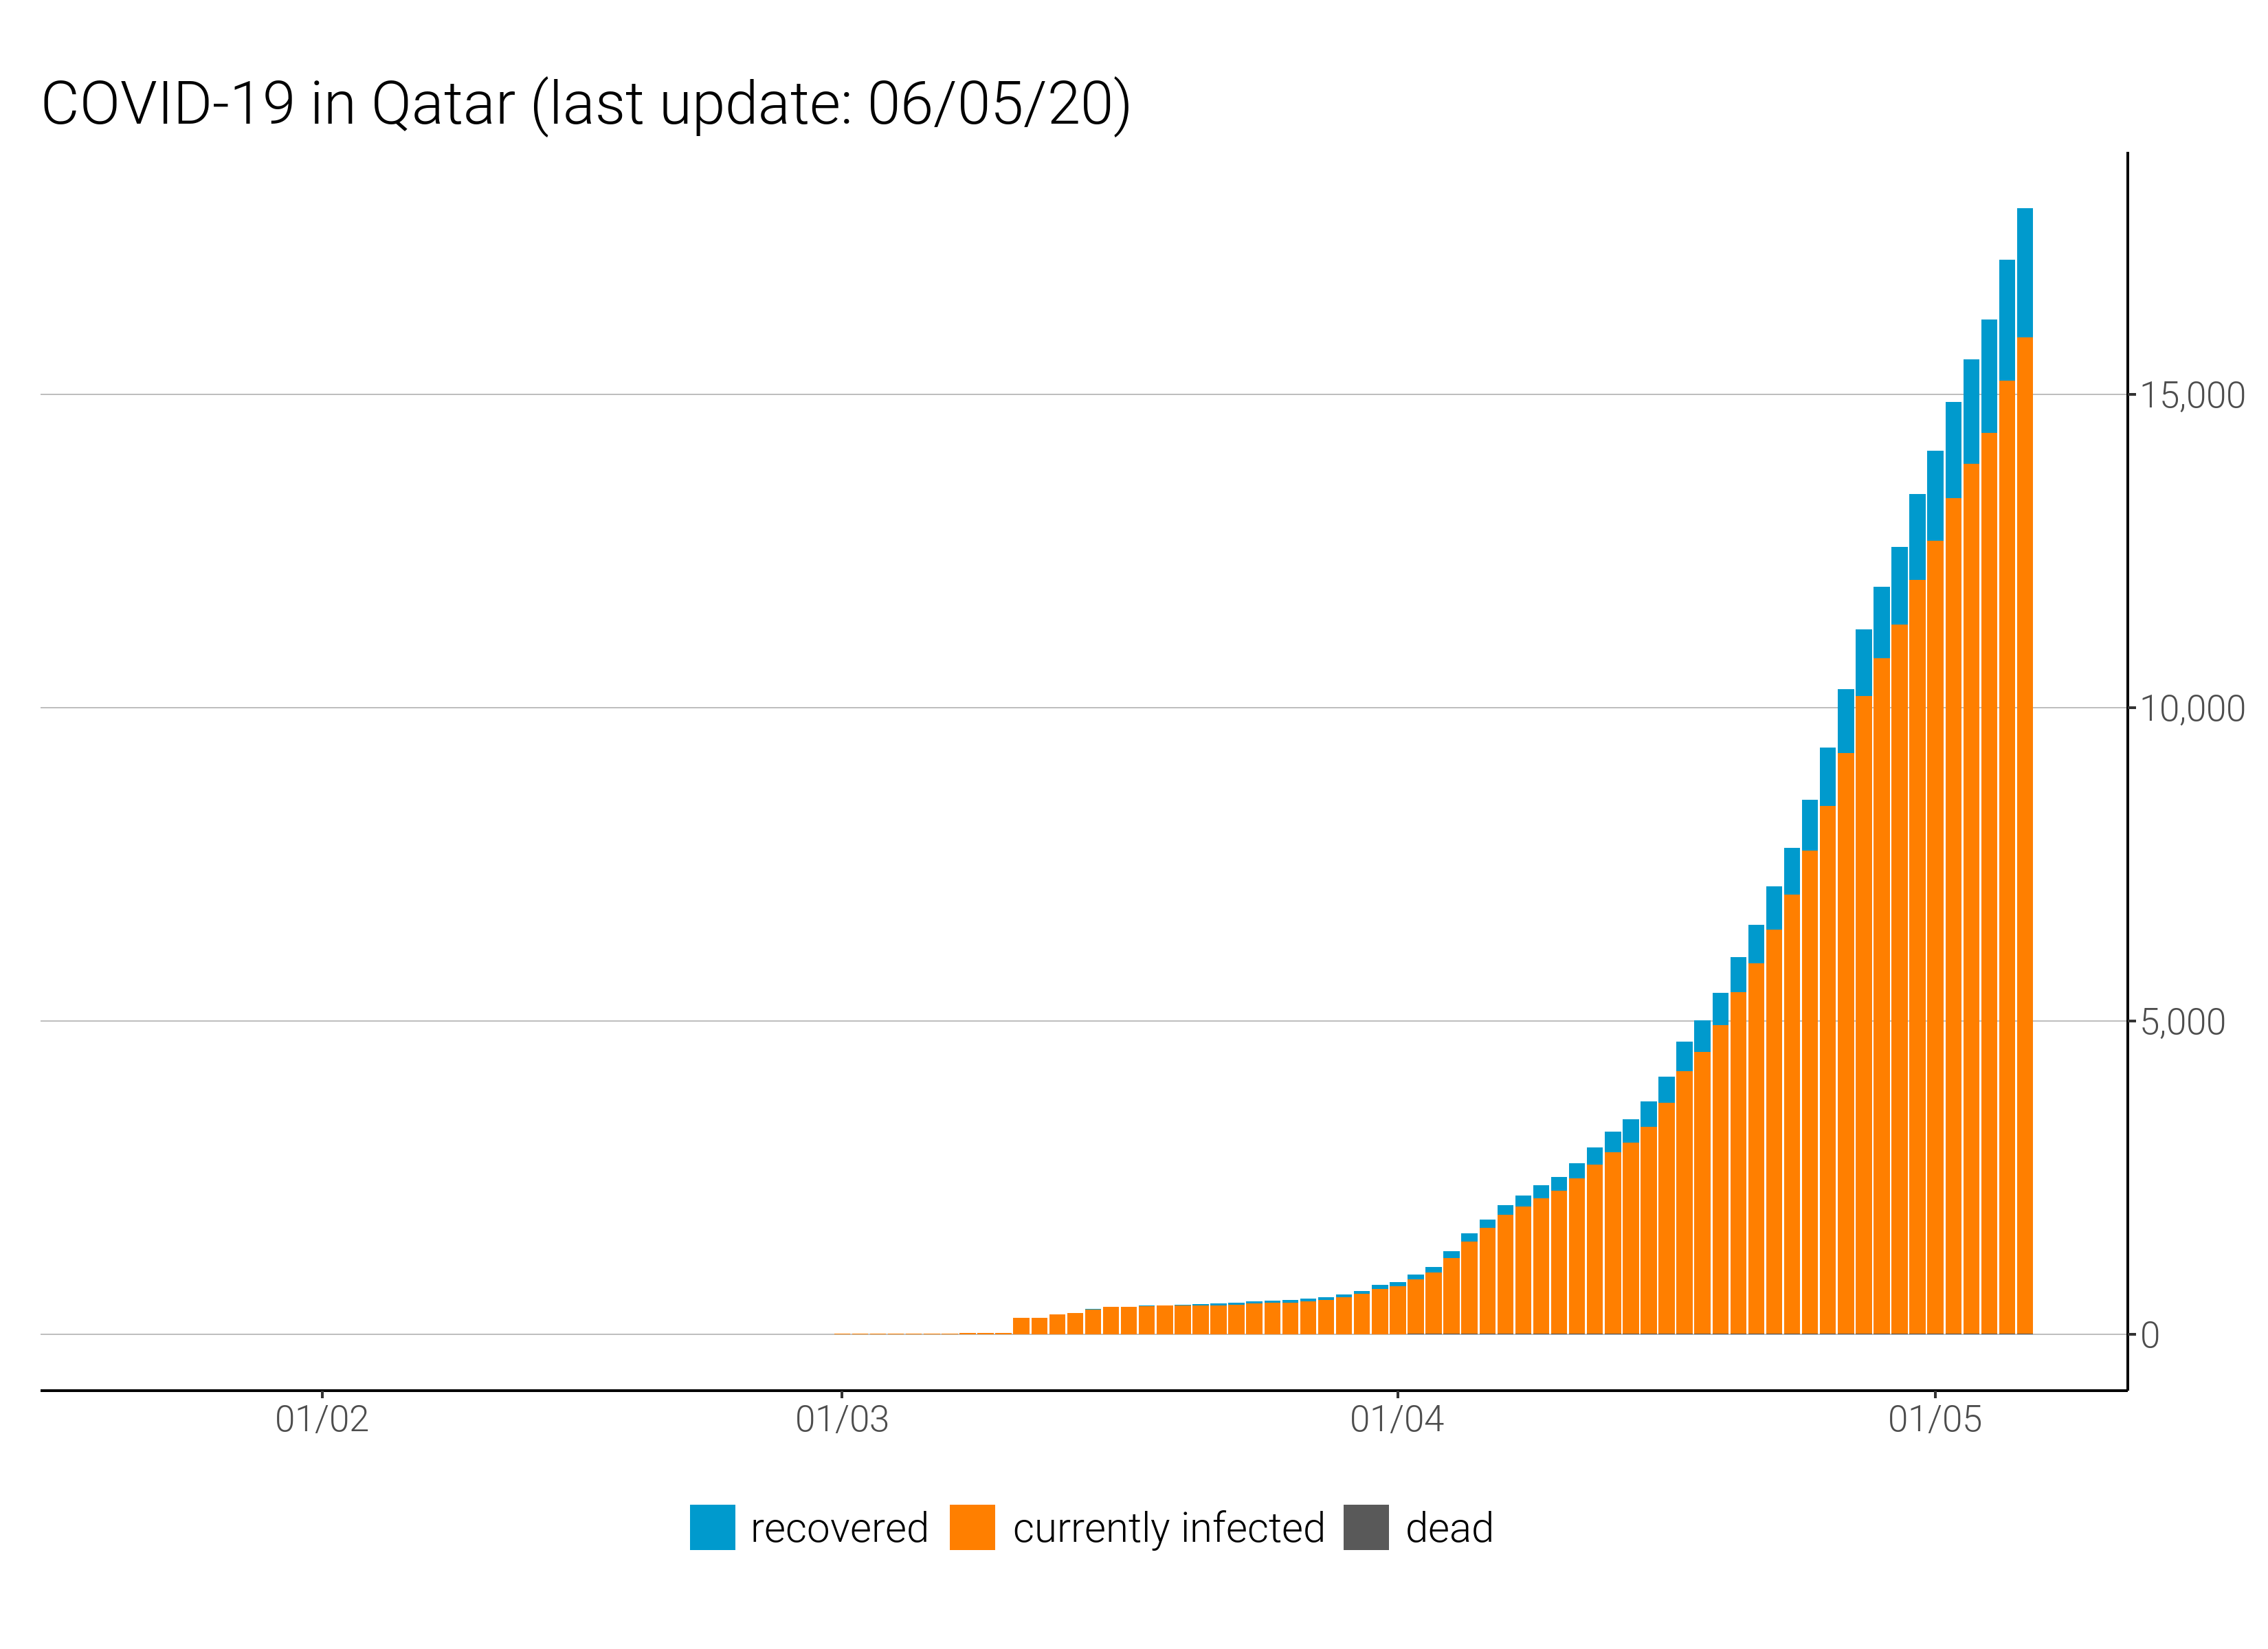 COVID-19 in Qatar (last update: 06/05/20)
15,000
10,000
5,000
0
01/02 01/03 01/04 01/05
recovered currently infected dead